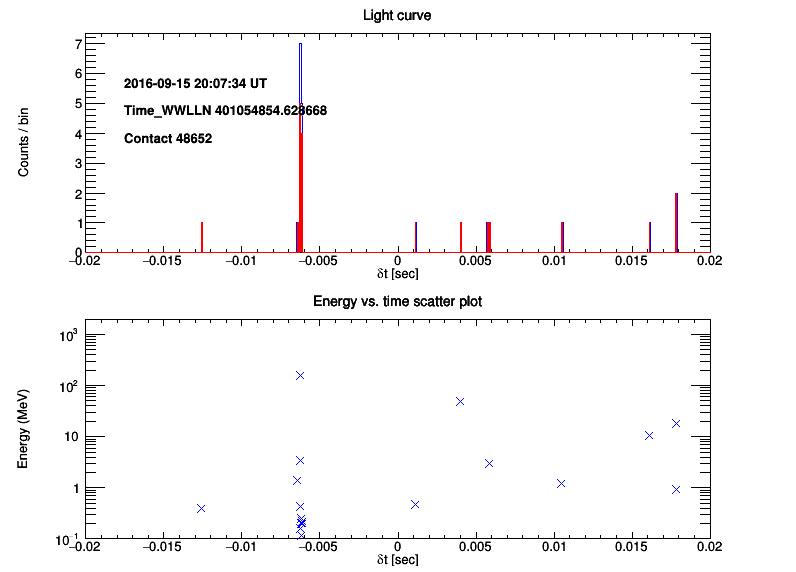 Light curve
Counts / bin
7
6
5
4
3
2
1
0
2016-09-15 20:07:34 UT
Time_WWLLN 401054854.628668
Contact 48652
−0.02 −0.015 −0.01 −0.005 0 0.005 0.01 0.015 0.02
δt [sec]
Energy vs. time scatter plot
Energy (MeV)
10³
10²
10
1
10⁻¹
−0.02 −0.015 −0.01 −0.005 0 0.005 0.01 0.015 0.02
δt [sec]